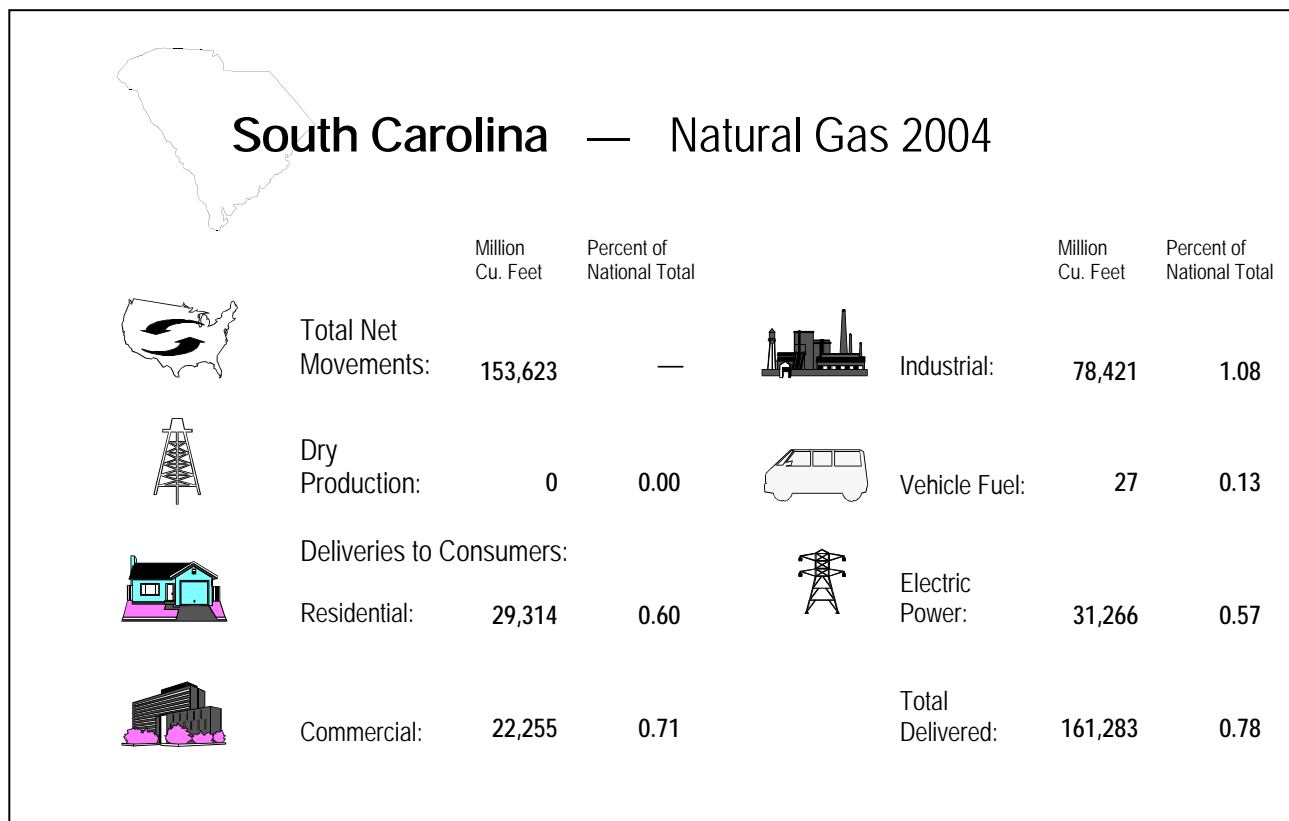 South Carolina — Natural Gas 2004
Million Cu. Feet
Percent of National Total
Total Net Movements: 153,623 —
Dry Production: 0 0.00
Deliveries to Consumers:
Residential: 29,314 0.60
Commercial: 22,255 0.71
Million Cu. Feet
Percent of National Total
Industrial: 78,421 1.08
Vehicle Fuel: 27 0.13
Electric Power: 31,266 0.57
Total Delivered: 161,283 0.78